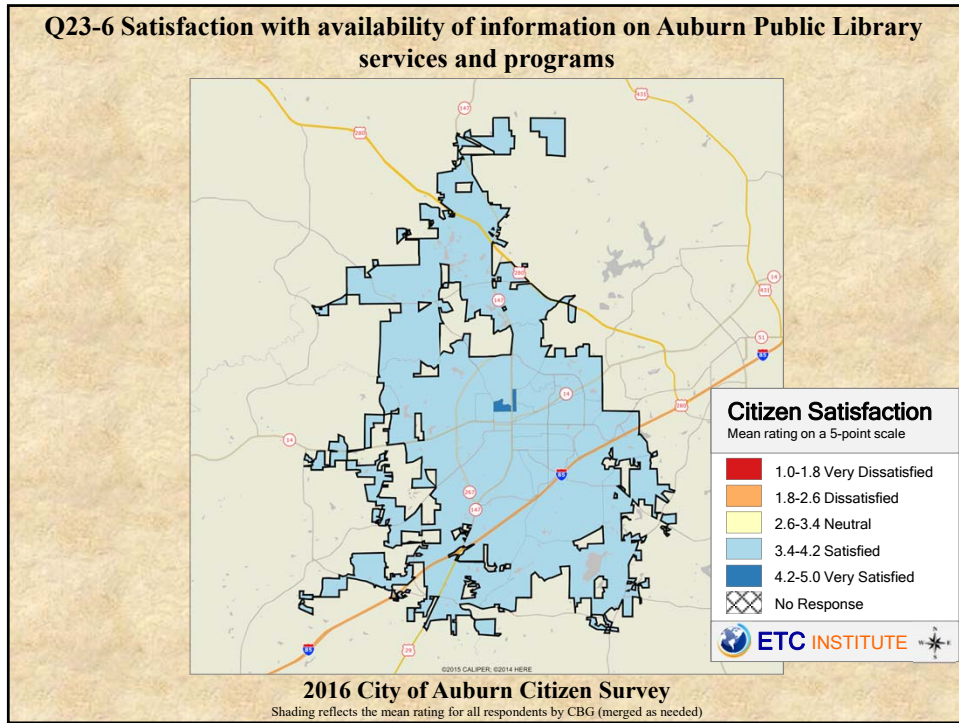 Q23-6 Satisfaction with availability of information on Auburn Public Library
services and programs
147
431
280
280
14
431
147
51
85
14
280
14
85
267
147
85
29
©2015 CALIPER; ©2014 HERE
Citizen Satisfaction
Mean rating on a 5-point scale
1.0-1.8 Very Dissatisfied
1.8-2.6 Dissatisfied
2.6-3.4 Neutral
3.4-4.2 Satisfied
4.2-5.0 Very Satisfied
No Response
ETC INSTITUTE
N
W E
S
2016 City of Auburn Citizen Survey
Shading reflects the mean rating for all respondents by CBG (merged as needed)